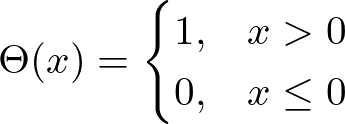 Θ(x) = { 1, x > 0
0, x ≤ 0